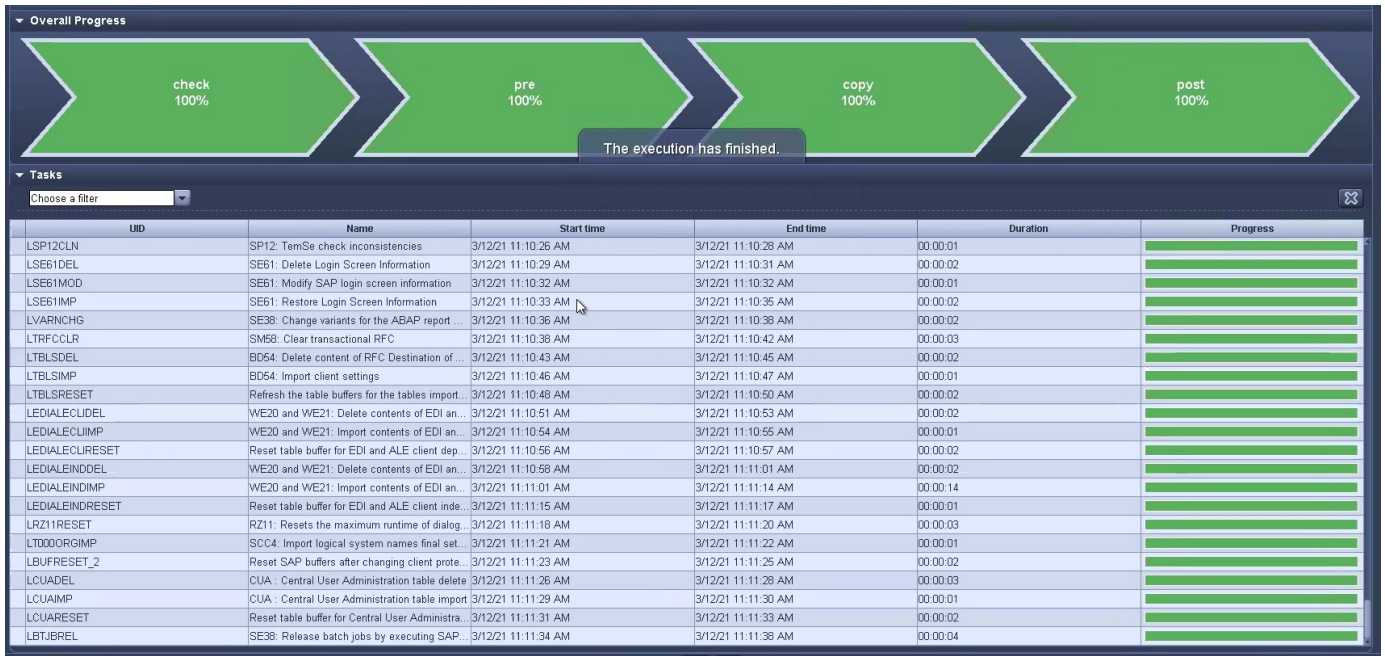 Overall Progress
check
100%
pre
100%
copy
100%
post
100%
The execution has finished.
Tasks
Choose a filter
UID Name Start time End time Duration Progress
LSP12CLN SP12: TemSe check inconsistencies 3/12/21 11:10:26 AM 3/12/21 11:10:28 AM 00:00:01
LSE61DEL SE61: Delete Login Screen Information 3/12/21 11:10:29 AM 3/12/21 11:10:31 AM 00:00:02
LSE61MOD SE61: Modify SAP login screen information 3/12/21 11:10:32 AM 3/12/21 11:10:32 AM 00:00:01
LSE61IMP SE61: Restore Login Screen Information 3/12/21 11:10:33 AM 3/12/21 11:10:35 AM 00:00:02
LVARNCHG SE38: Change variants for the ABAP report ... 3/12/21 11:10:36 AM 3/12/21 11:10:38 AM 00:00:02
LTRFCCLR SM58: Clear transactional RFC 3/12/21 11:10:38 AM 3/12/21 11:10:42 AM 00:00:03
LTBLSDEL BD54: Delete content of RFC Destination of ... 3/12/21 11:10:43 AM 3/12/21 11:10:45 AM 00:00:02
LTBLSIMP BD54: Import client settings 3/12/21 11:10:46 AM 3/12/21 11:10:47 AM 00:00:01
LTBLSRESET Refresh the table buffers for the tables import... 3/12/21 11:10:48 AM 3/12/21 11:10:50 AM 00:00:02
LEDIALECLIDEL WE20 and WE21: Delete contents of EDI an... 3/12/21 11:10:51 AM 3/12/21 11:10:53 AM 00:00:02
LEDIALECLIIMP WE20 and WE21: Import contents of EDI an... 3/12/21 11:10:54 AM 3/12/21 11:10:55 AM 00:00:01
LEDIALECLIRESET Reset table buffer for EDI and ALE client dep... 3/12/21 11:10:56 AM 3/12/21 11:10:57 AM 00:00:02
LEDIALEINDDEL WE20 and WE21: Delete contents of EDI an... 3/12/21 11:10:58 AM 3/12/21 11:11:01 AM 00:00:02
LEDIALEINDIMP WE20 and WE21: Import contents of EDI an... 3/12/21 11:11:01 AM 3/12/21 11:11:14 AM 00:00:14
LEDIALEINDRESET Reset table buffer for EDI and ALE client inde... 3/12/21 11:11:15 AM 3/12/21 11:11:17 AM 00:00:01
LRZ11RESET RZ11: Resets the maximum runtime of dialog... 3/12/21 11:11:18 AM 3/12/21 11:11:20 AM 00:00:03
LT000ORGIMP SCC4: Import logical system names final set... 3/12/21 11:11:21 AM 3/12/21 11:11:22 AM 00:00:01
LBUFRESET_2 Reset SAP buffers after changing client prote... 3/12/21 11:11:23 AM 3/12/21 11:11:25 AM 00:00:02
LCUADEL CUA : Central User Administration table delete 3/12/21 11:11:26 AM 3/12/21 11:11:28 AM 00:00:03
LCUAIMP CUA : Central User Administration table import 3/12/21 11:11:29 AM 3/12/21 11:11:30 AM 00:00:01
LCUARESET Reset table buffer for Central User Administra... 3/12/21 11:11:31 AM 3/12/21 11:11:33 AM 00:00:02
LBTJBREL SE38: Release batch jobs by executing SAP... 3/12/21 11:11:34 AM 3/12/21 11:11:38 AM 00:00:04